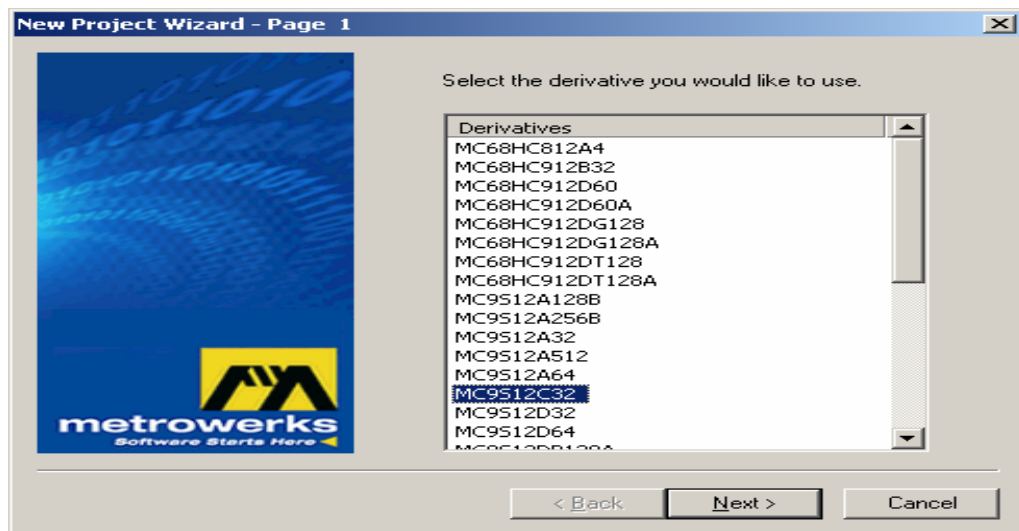 New Project Wizard - Page 1
Select the derivative you would like to use.
Derivatives
MC68HC812A4
MC68HC912B32
MC68HC912D60
MC68HC912D60A
MC68HC912DG128
MC68HC912DG128A
MC68HC912DT128
MC68HC912DT128A
MC9S12A128B
MC9S12A256B
MC9S12A32
MC9S12A512
MC9S12A64
MC9S12C32
MC9S12D32
MC9S12D64
metrowerks
Software Starts Here
< Back
Next >
Cancel